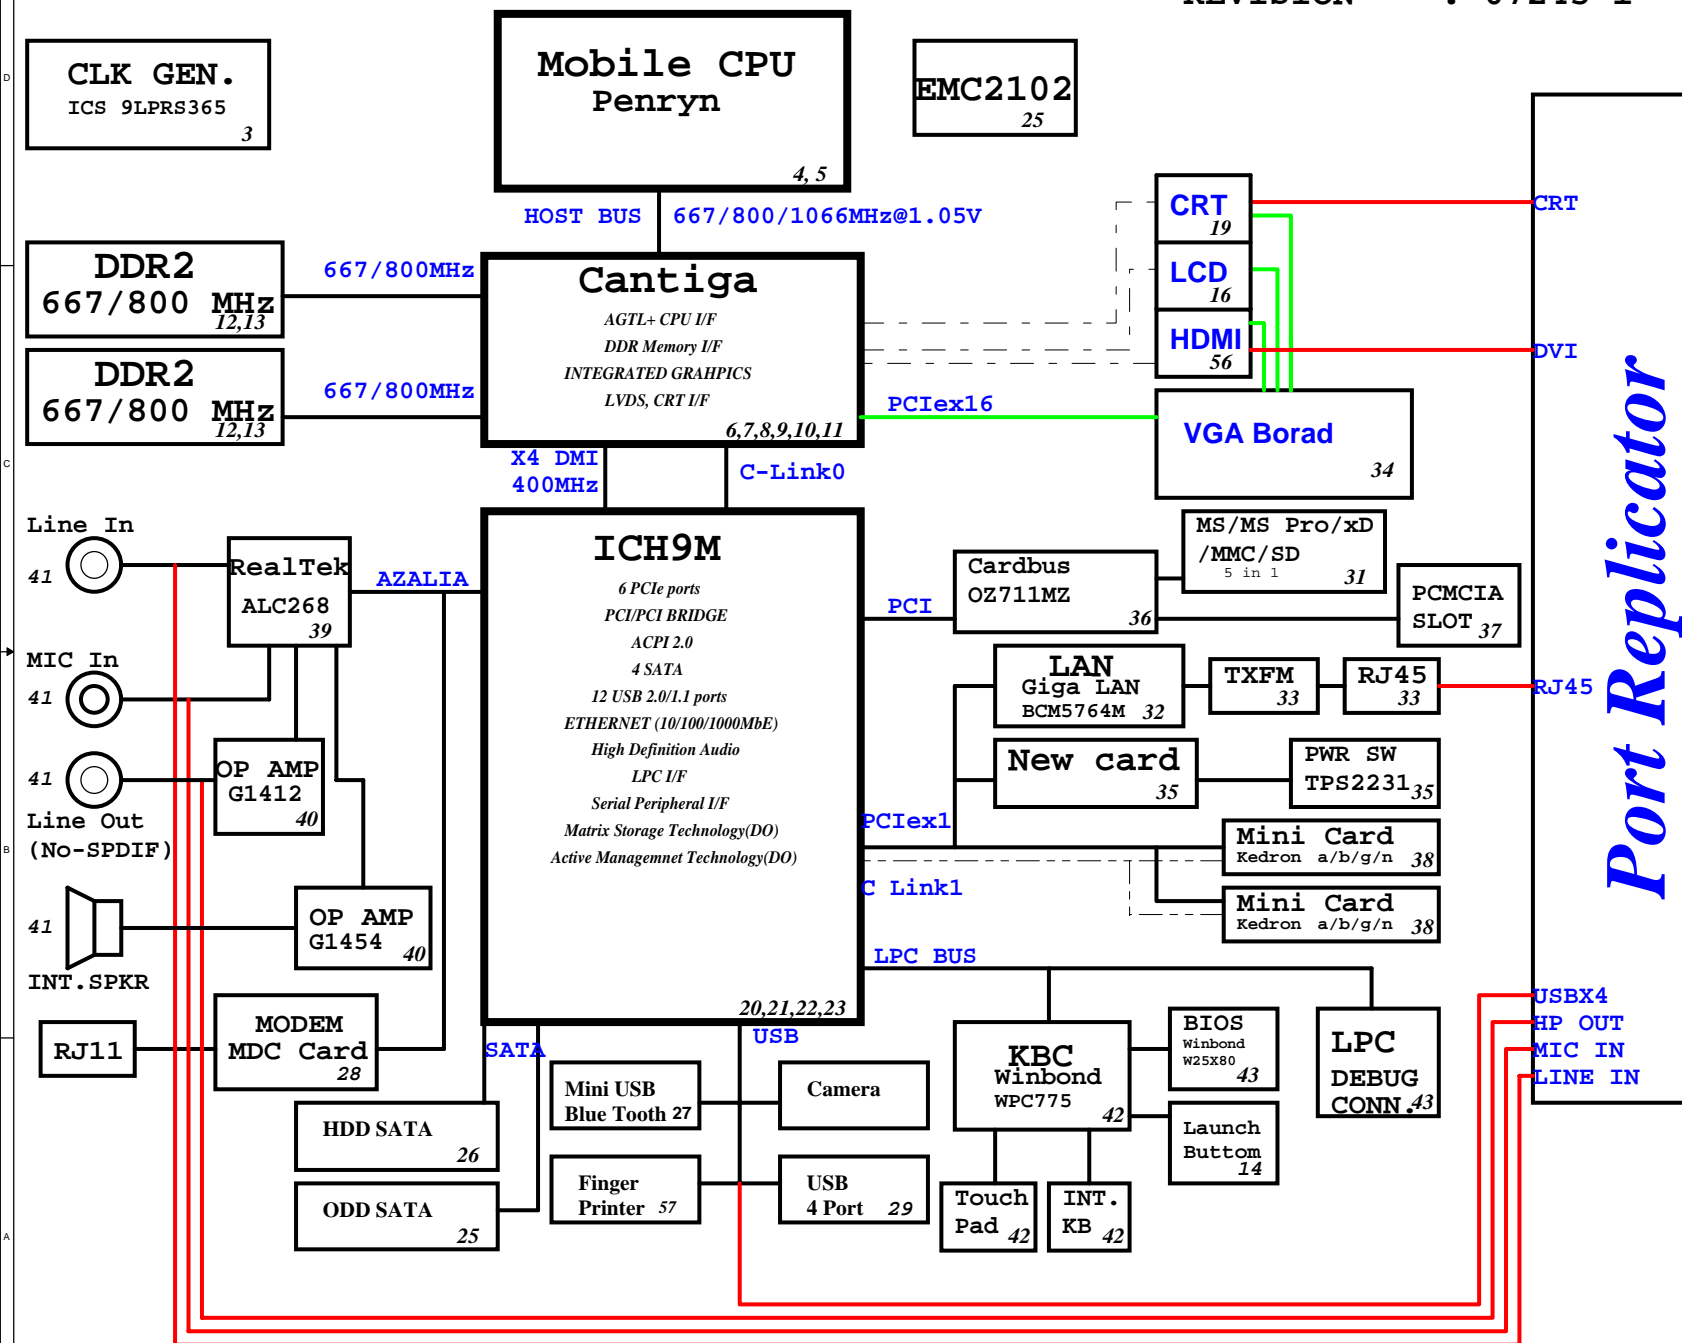 CLK GEN.
ICS 9LPRS365
3
Mobile CPU
Penryn
4, 5
EMC2102
25
HOST BUS
667/800/1066MHz@1.05V
DDR2
667/800 MHz
12,13
667/800MHz
DDR2
667/800 MHz
12,13
667/800MHz
Cantiga
AGTL+ CPU I/F
DDR Memory I/F
INTEGRATED GRAHPICS
LVDS, CRT I/F
6,7,8,9,10,11
CRT
19
LCD
16
HDMI
56
PCIex16
VGA Borad
34
CRT
DVI
RJ45
USBX4
HP OUT
MIC IN
LINE IN
Port Replicator
X4 DMI
400MHz
C-Link0
ICH9M
6 PCIe ports
PCI/PCI BRIDGE
ACPI 2.0
4 SATA
12 USB 2.0/1.1 ports
ETHERNET (10/100/1000MbE)
High Definition Audio
LPC I/F
Serial Peripheral I/F
Matrix Storage Technology(DO)
Active Managemnet Technology(DO)
20,21,22,23
Line In
41
RealTek
ALC268
39
AZALIA
MIC In
41
OP AMP
G1412
40
41
Line Out
(No-SPDIF)
OP AMP
G1454
40
41
INT.SPKR
RJ11
MODEM
MDC Card
28
PCI
Cardbus
OZ711MZ
36
MS/MS Pro/xD
/MMC/SD
5 in 1
31
PCMCIA
SLOT
37
LAN
Giga LAN
BCM5764M
32
TXFM
33
RJ45
33
New card
35
PWR SW
TPS2231
35
PCIex1
Mini Card
Kedron a/b/g/n
38
C Link1
Mini Card
Kedron a/b/g/n
38
LPC BUS
KBC
Winbond
WPC775
42
BIOS
Winbond
W25X80
43
Launch
Buttom
14
LPC
DEBUG
CONN.
43
Touch
Pad
42
INT.
KB
42
SATA
USB
HDD SATA
26
ODD SATA
25
Mini USB
Blue Tooth
27
Camera
Finger
Printer
57
USB
4 Port
29
D
C
B
A